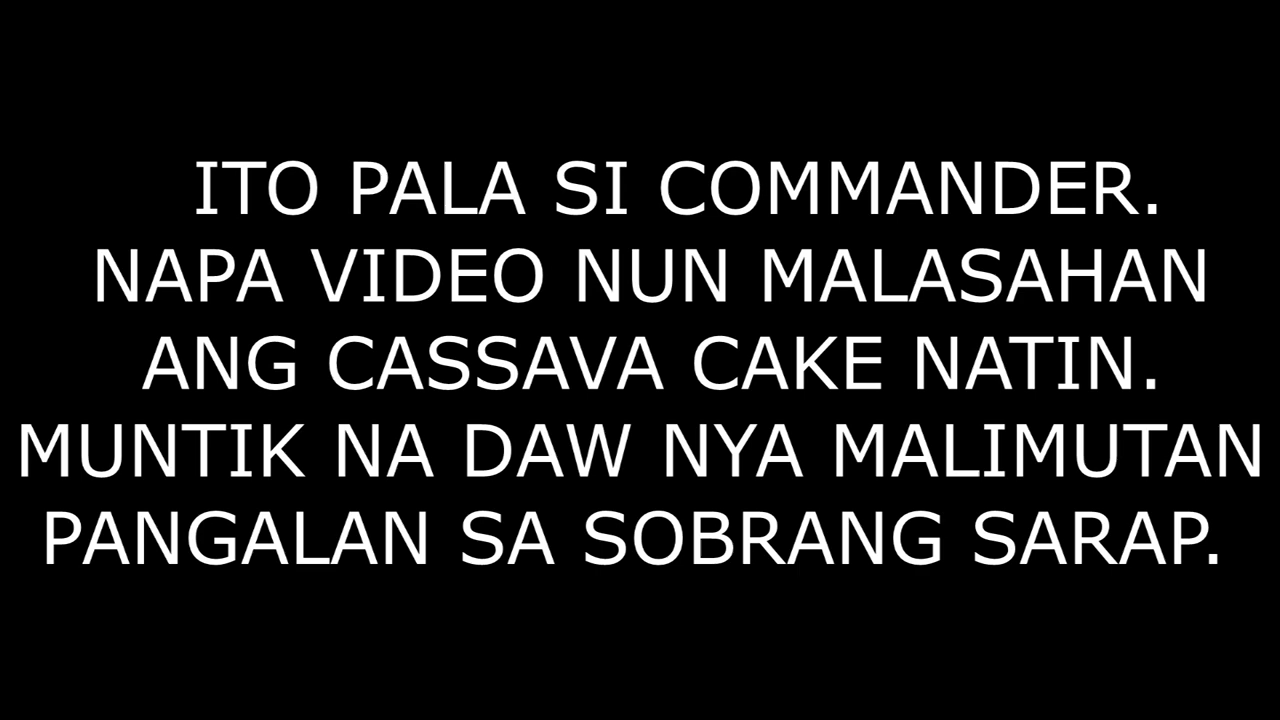 ITO PALA SI COMMANDER.
NAPA VIDEO NUN MALASAHAN
ANG CASSAVA CAKE NATIN.
MUNTIK NA DAW NYA MALIMUTAN
PANGALAN SA SOBRANG SARAP.